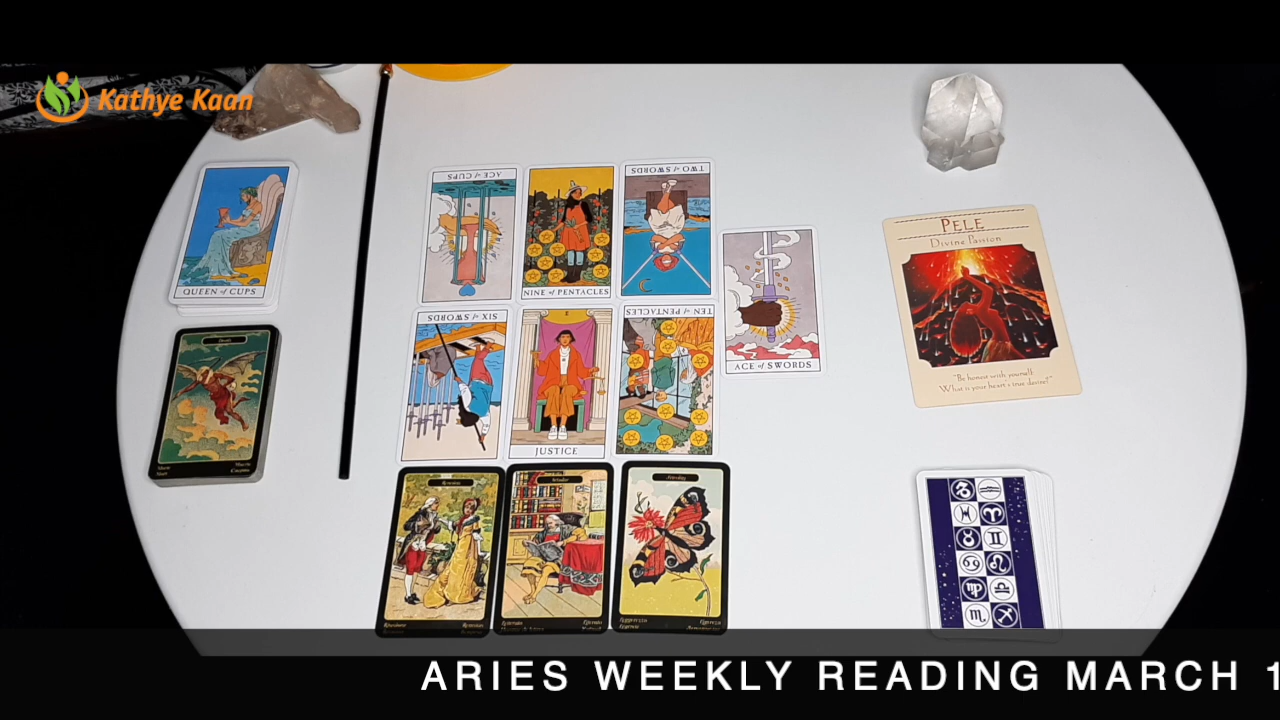 Kathye Kaan
ACE of CUPS
NINE of PENTACLES
TWO of SWORDS
QUEEN of CUPS
PELE
Divine Passion
"Be honest with yourself.
What is your heart's true desire?"
SIX of SWORDS
JUSTICE
TEN of PENTACLES
ACE of SWORDS
ARIES WEEKLY READING MARCH 1